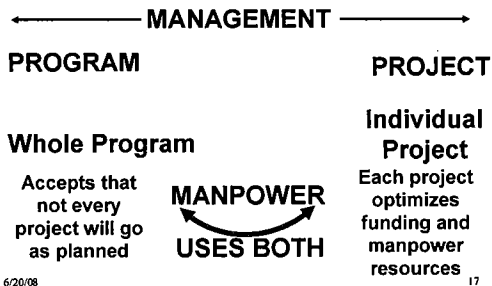 MANAGEMENT
PROGRAM
PROJECT
Whole Program
Accepts that
not every
project will go
as planned
MANPOWER
USES BOTH
Individual
Project
Each project
optimizes
funding and
manpower
resources
6/20/08
17